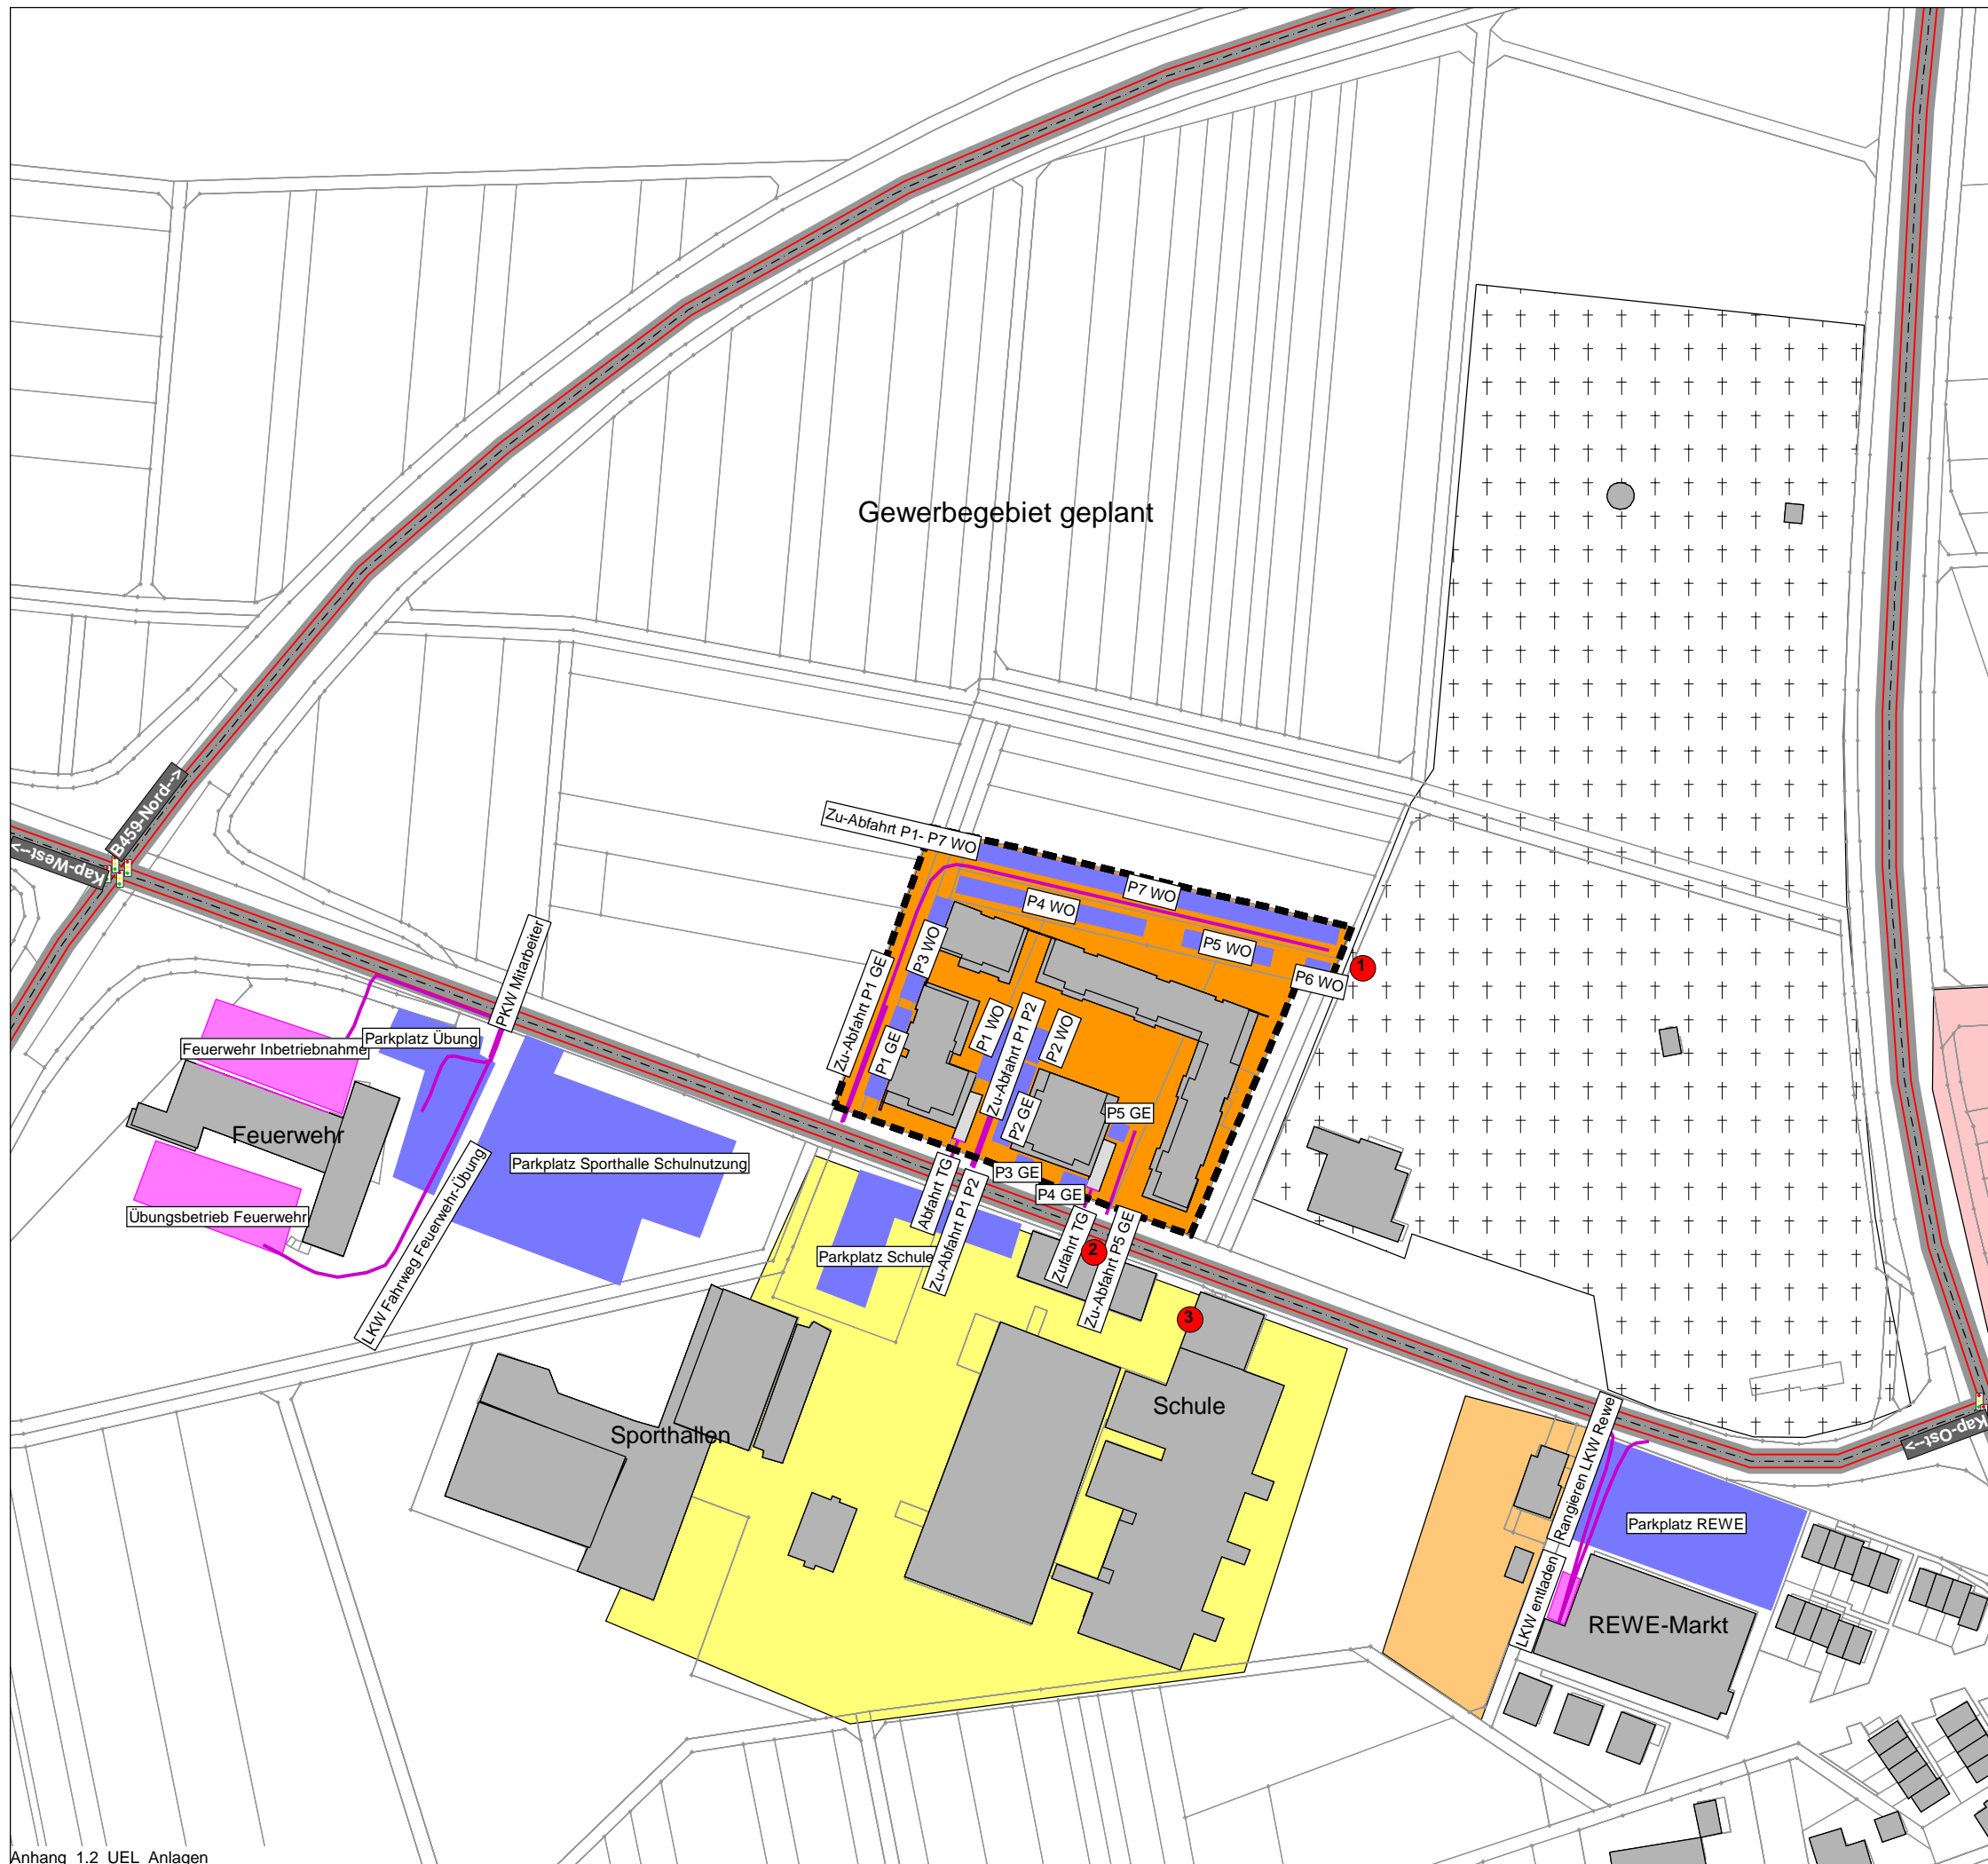 Gewerbegebiet geplant
B459-Nord-->
Kap-West-->
Zu-Abfahrt P1- P7 WO
P7 WO
P4 WO
P5 WO
P6 WO
1
P3 WO
Zu-Abfahrt P1 GE
P1 GE
P1 WO
Zu-Abfahrt P1 P2
P2 WO
P2 GE
P5 GE
P3 GE
P4 GE
PKW Mitarbeiter
Parkplatz Übung
Feuerwehr Inbetriebnahme
Feuerwehr
Parkplatz Sporthalle Schulnutzung
Übungsbetrieb Feuerwehr
LKW Fahrweg Feuerwehr-Übung
Abfahrt TG
Zu-Abfahrt P1 P2
Parkplatz Schule
Zufahrt TG
2
Zu-Abfahrt P5 GE
3
Schule
Sporthallen
Kap-Ost-->
Rangieren LKW Rewe
Parkplatz REWE
LKW entladen
REWE-Markt
Anhang_1.2_UEL_Anlagen